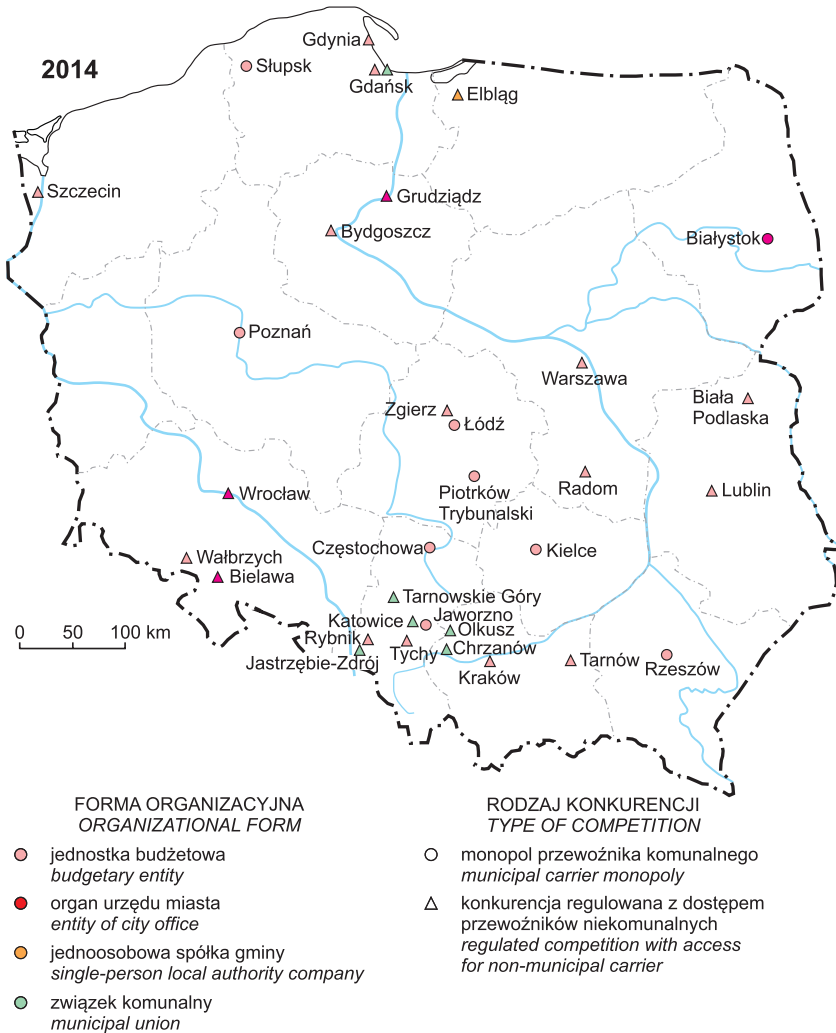 2014
Gdynia
Słupsk
Gdańsk
Elbląg
Szczecin
Grudziądz
Bydgoszcz
Białystok
Poznań
Warszawa
Biała
Podlaska
Zgierz
Łódź
Piotrków
Trybunalski
Radom
Lublin
Wrocław
Częstochowa
Kielce
Wałbrzych
Bielawa
Tarnowskie Góry
Katowice
Jaworzno
Olkusz
Rybnik
Tychy
Chrzanów
Jastrzębie-Zdrój
Kraków
Tarnów
Rzeszów
0 50 100 km
FORMA ORGANIZACYJNA
ORGANIZATIONAL FORM
jednostka budżetowa
budgetary entity
organ urzędu miasta
entity of city office
jednoosobowa spółka gminy
single-person local authority company
związek komunalny
municipal union
RODZAJ KONKURENCJI
TYPE OF COMPETITION
monopol przewoźnika komunalnego
municipal carrier monopoly
konkurencja regulowana z dostępem
przewoźników niekomunalnych
regulated competition with access
for non-municipal carrier